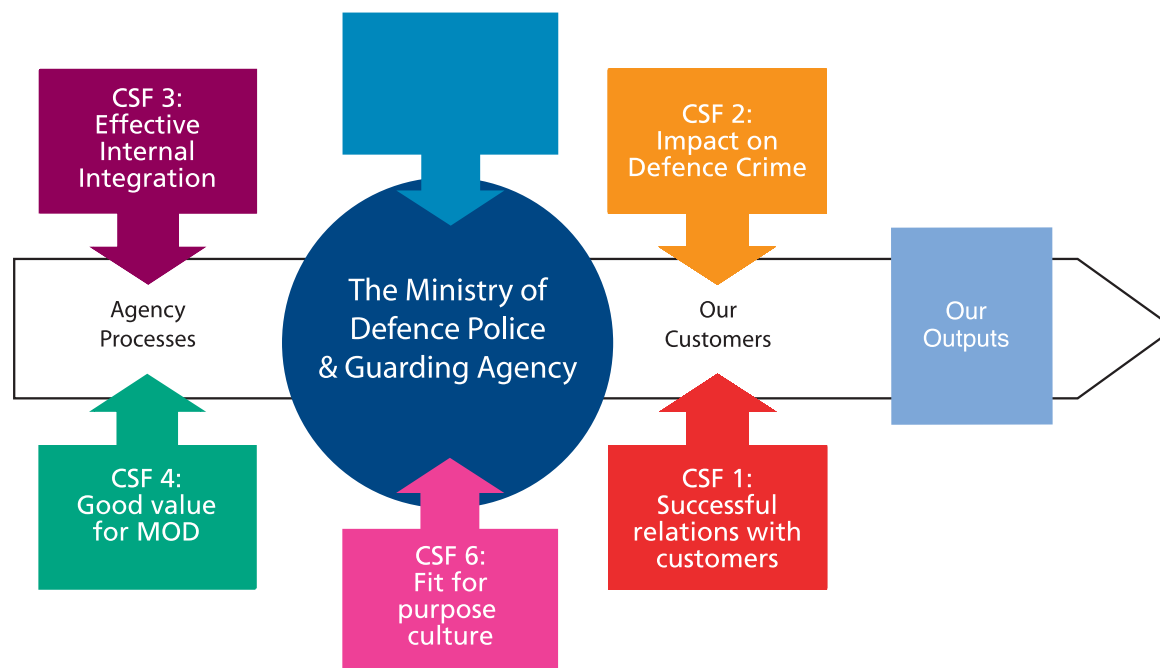 CSF 3:
Effective
Internal
Integration
CSF 2:
Impact on
Defence Crime
Agency
Processes
The Ministry of
Defence Police
& Guarding Agency
Our
Customers
Our
Outputs
CSF 4:
Good value
for MOD
CSF 6:
Fit for
purpose
culture
CSF 1:
Successful
relations with
customers